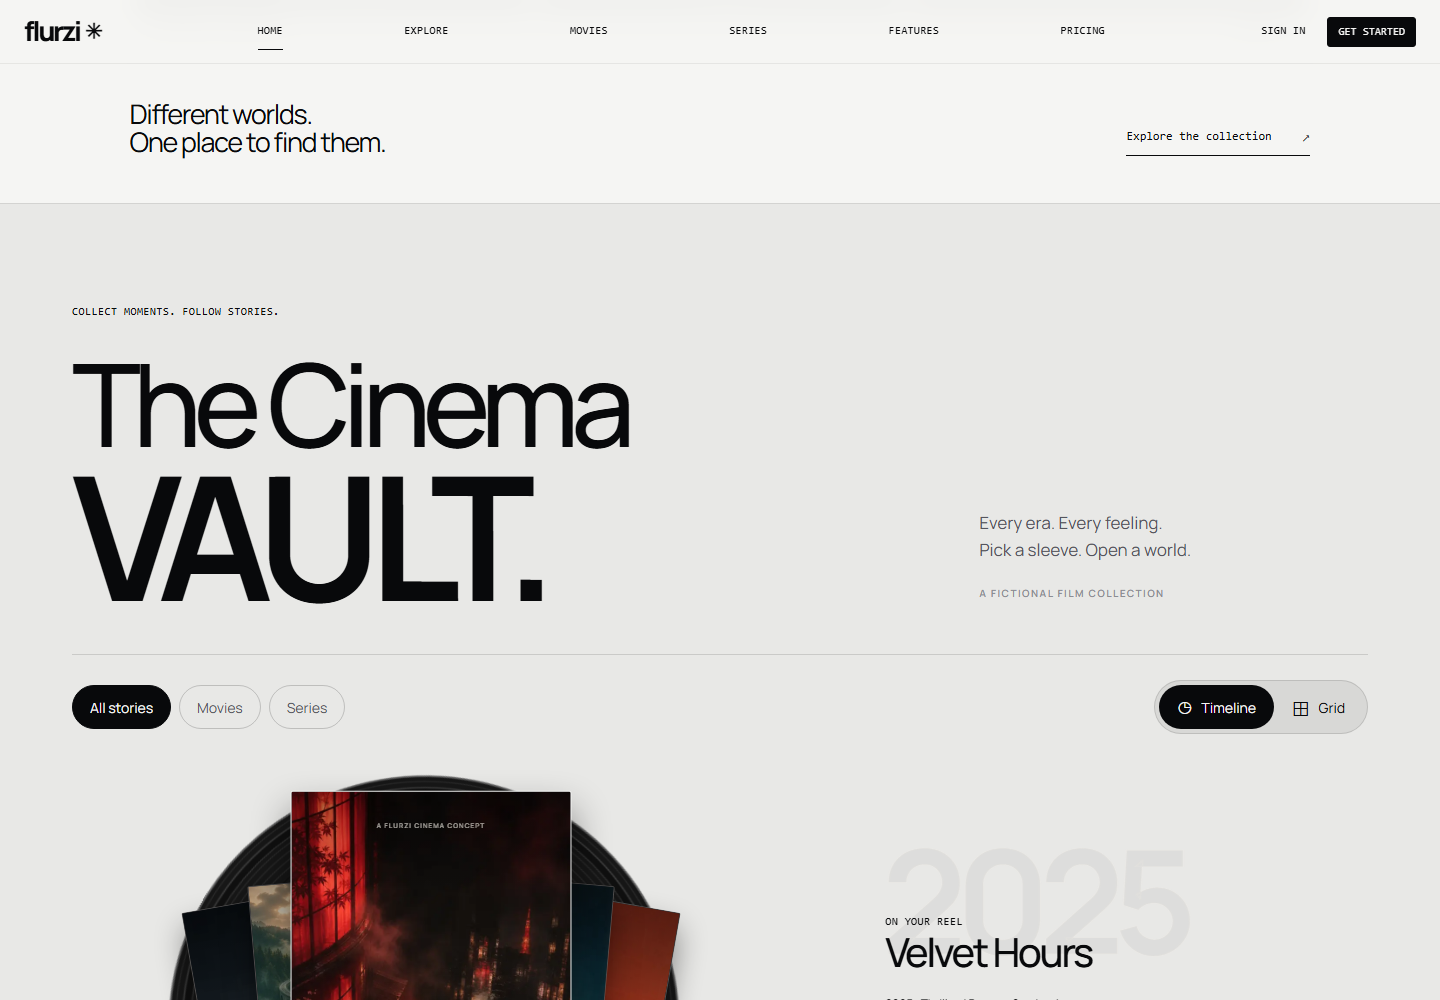 flurzi
HOME
EXPLORE
MOVIES
SERIES
FEATURES
PRICING
SIGN IN
GET STARTED
Different worlds.
One place to find them.
Explore the collection ↗
COLLECT MOMENTS. FOLLOW STORIES.
The Cinema
VAULT.
Every era. Every feeling.
Pick a sleeve. Open a world.
A FICTIONAL FILM COLLECTION
All stories
Movies
Series
Timeline
Grid
A FLURZI CINEMA CONCEPT
2025
ON YOUR REEL
Velvet Hours